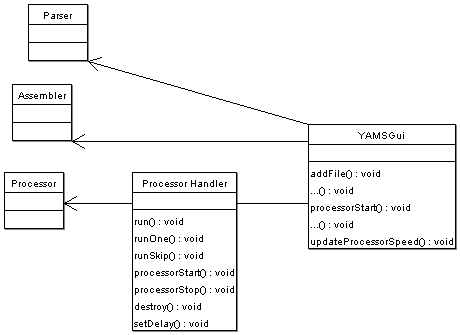 Parser
Assembler
YAMSGui
addFile() : void
...() : void
processorStart() : void
...() : void
updateProcessorSpeed() : void
Processor
Processor Handler
run() : void
runOne() : void
runSkip() : void
processorStart() : void
processorStop() : void
destroy() : void
setDelay() : void